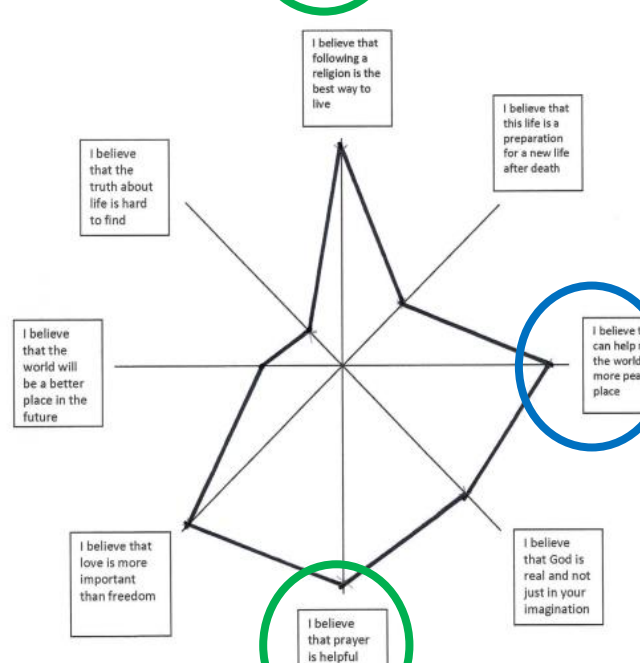 I believe that
following a
religion is the
best way to
live
I believe that
this life is a
preparation
for a new life
after death
I believe
that the
truth about
life is hard
to find
I believe
that the
world will
be a better
place in the
future
I believe
can help
the world
more
place
I believe that
love is more
important
than freedom
I believe
that God is
real and not
just in your
imagination
I believe
that prayer
is helpful